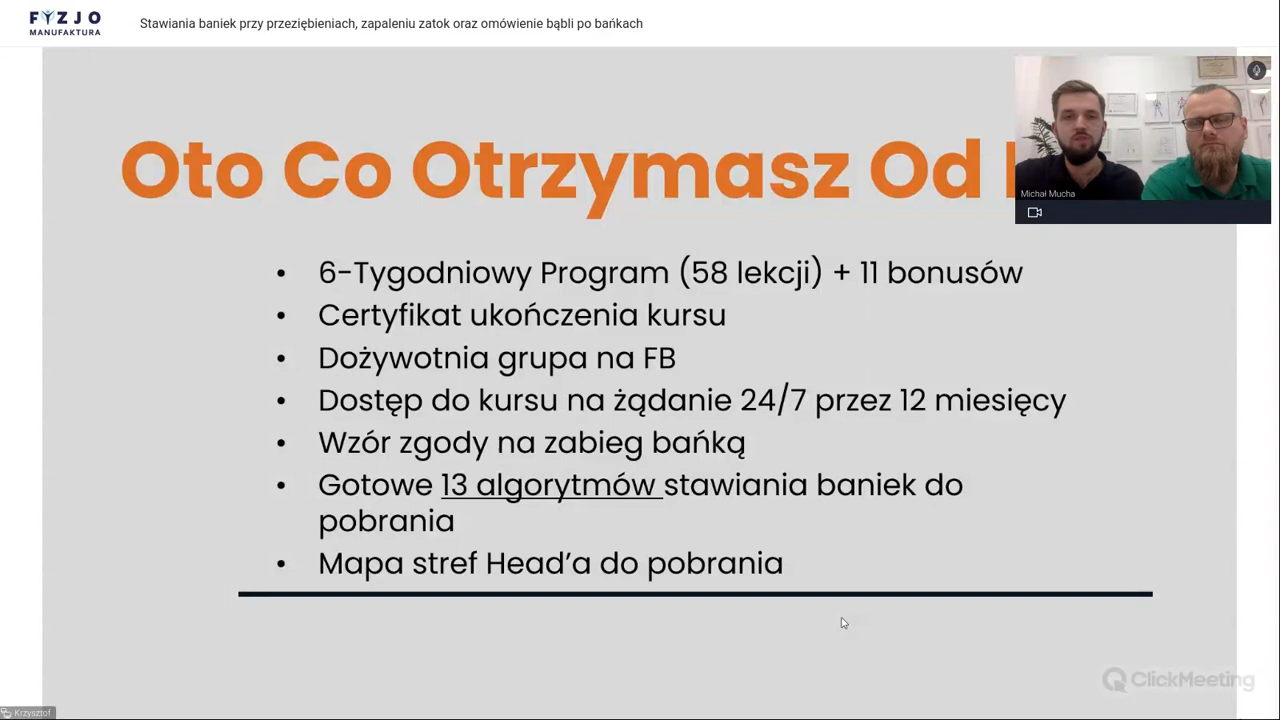 FYZJO
MANUFAKTURA
Stawiania baniek przy przeziębieniach, zapaleniu zatok oraz omówienie bąbli po bańkach
Oto Co Otrzymasz Od
Michał Mucha
• 6-Tygodniowy Program (58 lekcji) + 11 bonusów
• Certyfikat ukończenia kursu
• Dożywotnia grupa na FB
• Dostęp do kursu na żądanie 24/7 przez 12 miesięcy
• Wzór zgody na zabieg bańką
• Gotowe 13 algorytmów stawiania baniek do
pobrania
• Mapa stref Head’a do pobrania
ClickMeeting
Krzysztof